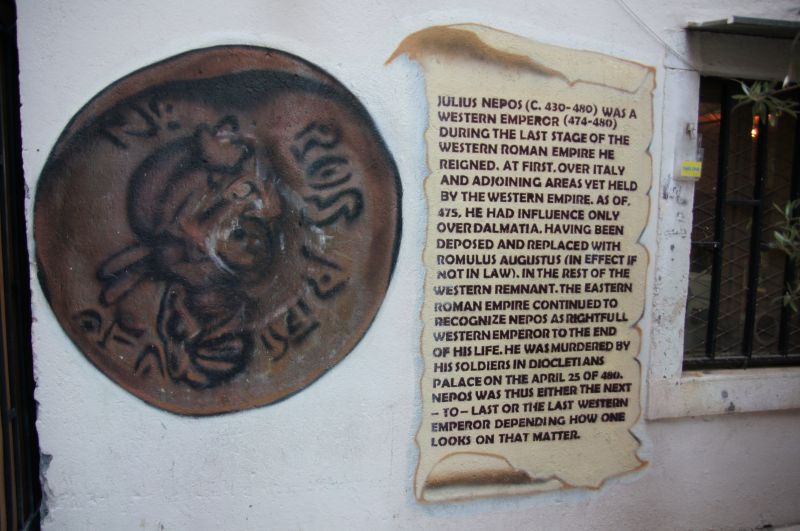 JULIUS NEPOS (C. 430-480) WAS A
WESTERN EMPEROR (474-480)
DURING THE LAST STAGE OF THE
WESTERN ROMAN EMPIRE HE
REIGNED. AT FIRST. OVER ITALY
AND ADJOINING AREAS YET HELD
BY THE WESTERN EMPIRE. AS OF.
475. HE HAD INFLUENCE ONLY
OVER DALMATIA. HAVING BEEN
DEPOSED AND REPLACED WITH
ROMULUS AUGUSTUS (IN EFFECT IF
NOT IN LAW). IN THE REST OF THE
WESTERN REMNANT. THE EASTERN
ROMAN EMPIRE CONTINUED TO
RECOGNIZE NEPOS AS RIGHTFULL
WESTERN EMPEROR TO THE END
OF HIS LIFE. HE WAS MURDERED BY
HIS SOLDIERS IN DIOCLETIANS
PALACE ON THE APRIL 25 OF 480.
NEPOS WAS THUS EITHER THE NEXT
– TO – LAST OR THE LAST WESTERN
EMPEROR DEPENDING HOW ONE
LOOKS ON THAT MATTER.